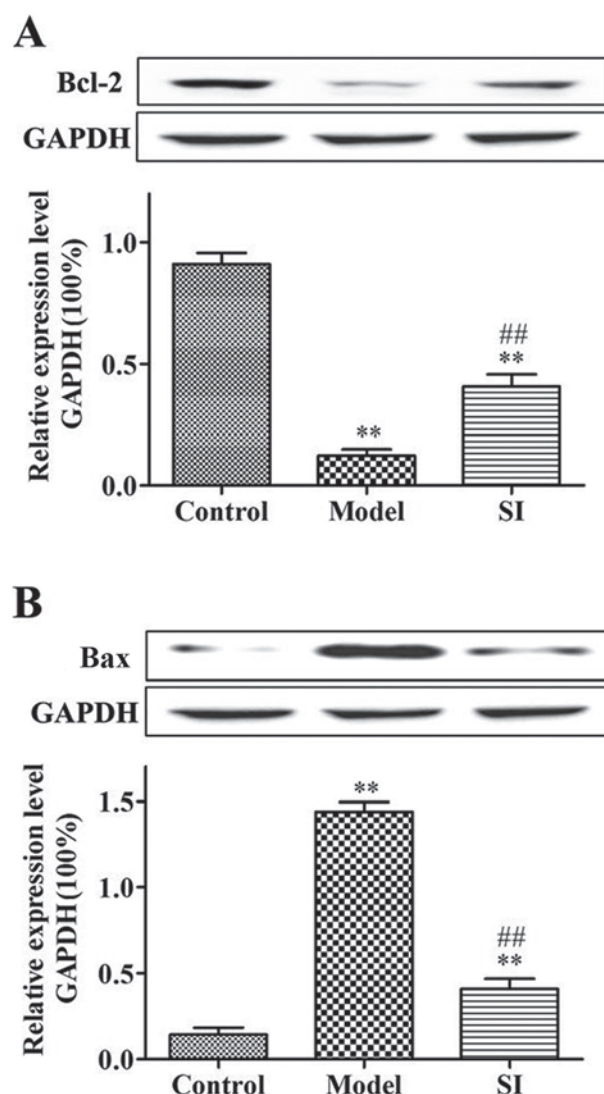 A
Bcl-2
GAPDH
Relative expression level
GAPDH (100%)
1.0
0.5
0.0
**
##
**
Control Model SI
B
Bax
GAPDH
Relative expression level
GAPDH (100%)
1.5
1.0
0.5
0.0
**
##
**
Control Model SI